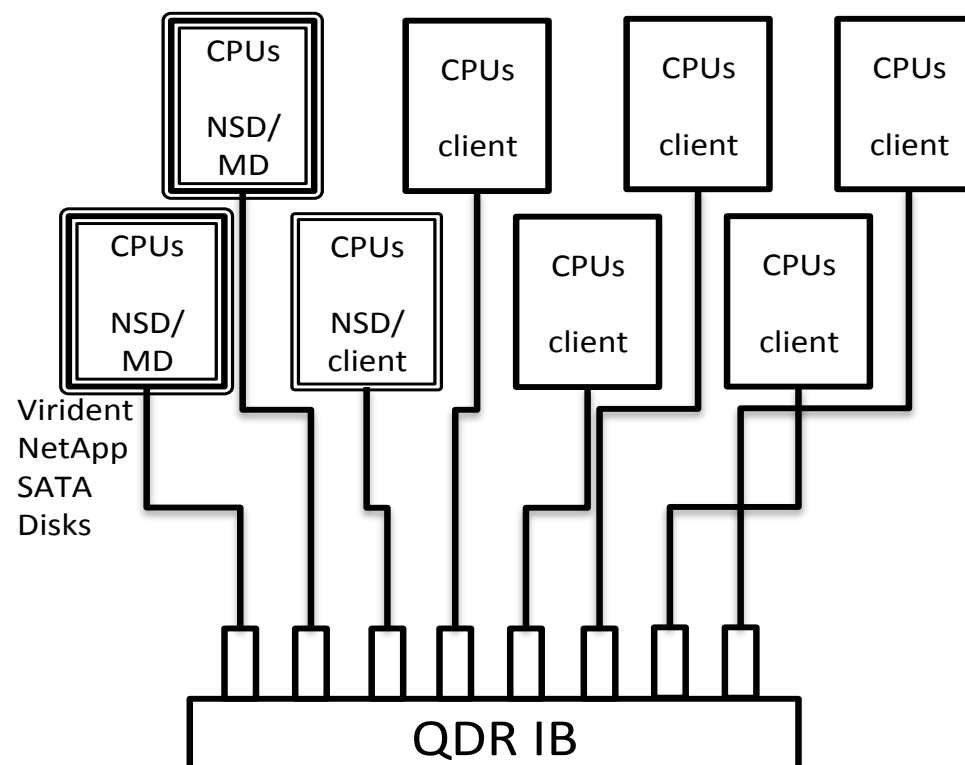 CPUs
NSD/
MD
CPUs
client
CPUs
client
CPUs
client
CPUs
NSD/
MD
CPUs
NSD/
client
CPUs
client
CPUs
client
Virident
NetApp
SATA
Disks
QDR IB